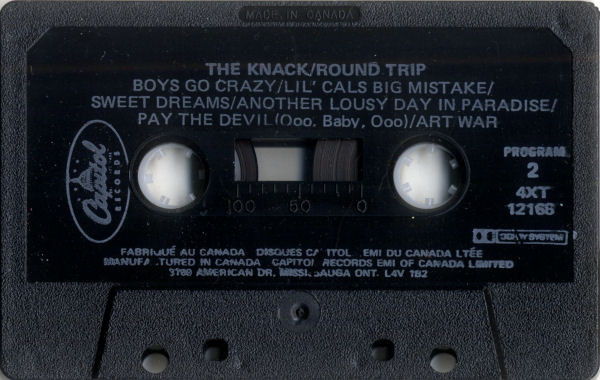 MADE IN CANADA
THE KNACK/ROUND TRIP
BOYS GO CRAZY/LIL' CALS BIG MISTAKE/
SWEET DREAMS/ANOTHER LOUSY DAY IN PARADISE/
PAY THE DEVIL(Ooo, Baby, Ooo)/ART WAR
Capitol
RECORDS
PROGRAM
2
4XT
12168
100 50 0
DOLBY SYSTEM
FABRIQUÉ AU CANADA DISQUES CAPITOL EMI DU CANADA LTÉE
MANUFACTURED IN CANADA CAPITOL RECORDS EMI OF CANADA LIMITED
3109 AMERICAN DR. MISSISSAUGA ONT. L4V 1B2